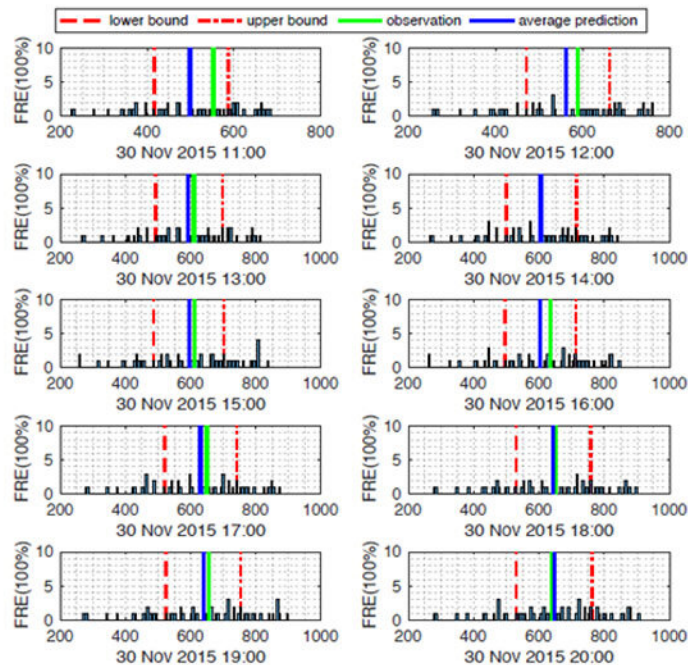 lower bound upper bound observation average prediction
10 10
FRE(100%) 5 FRE(100%) 5
0 0
200 400 600 800 200 400 600 800
30 Nov 2015 11:00 30 Nov 2015 12:00
10 10
FRE(100%) 5 FRE(100%) 5
0 0
200 400 600 800 1000 200 400 600 800 1000
30 Nov 2015 13:00 30 Nov 2015 14:00
10 10
FRE(100%) 5 FRE(100%) 5
0 0
200 400 600 800 1000 200 400 600 800 1000
30 Nov 2015 15:00 30 Nov 2015 16:00
10 10
FRE(100%) 5 FRE(100%) 5
0 0
200 400 600 800 1000 200 400 600 800 1000
30 Nov 2015 17:00 30 Nov 2015 18:00
10 10
FRE(100%) 5 FRE(100%) 5
0 0
200 400 600 800 1000 200 400 600 800 1000
30 Nov 2015 19:00 30 Nov 2015 20:00